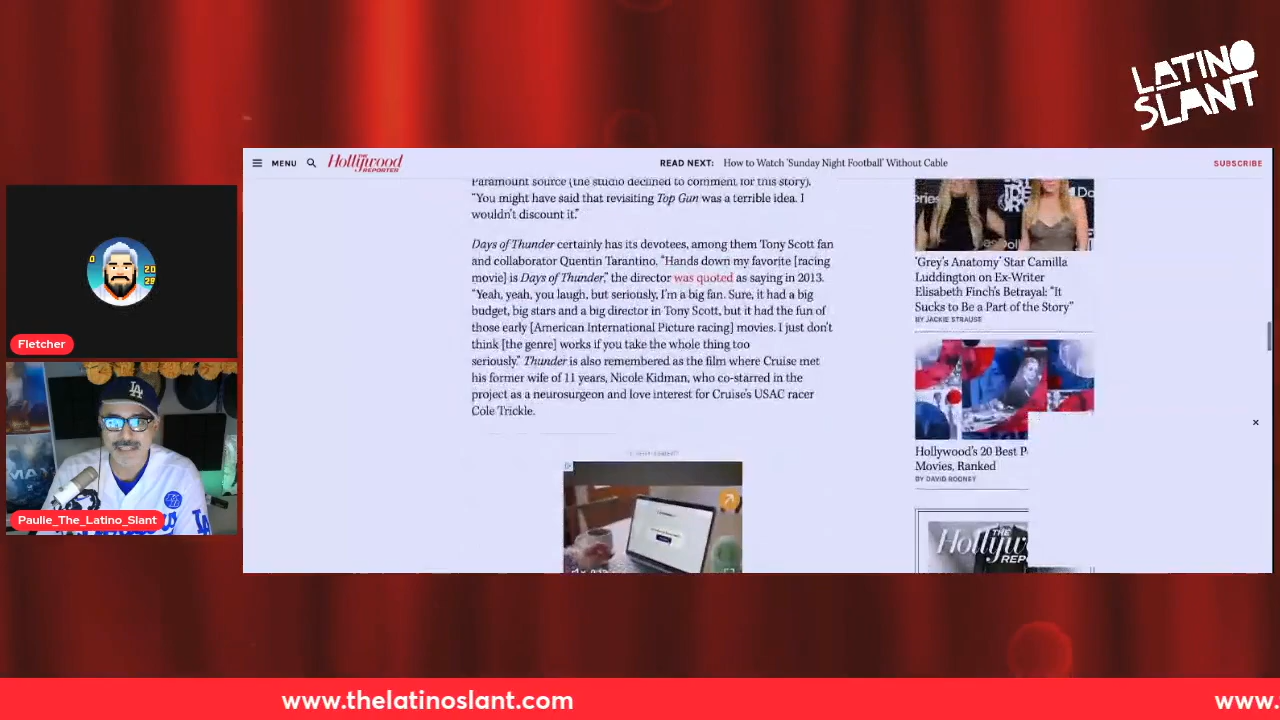 LATINO
SLANT
MENU
The Hollywood
REPORTER
READ NEXT: How to Watch 'Sunday Night Football' Without Cable
SUBSCRIBE
Paramount source (the studio declined to comment for this story).
"You might have said that revisiting Top Gun was a terrible idea. I
wouldn't discount it."
Days of Thunder certainly has its devotees, among them Tony Scott fan
and collaborator Quentin Tarantino. "Hands down my favorite [racing
movie] is Days of Thunder," the director was quoted as saying in 2013.
"Yeah, yeah, you laugh, but seriously, I'm a big fan. Sure, it had a big
budget, big stars and a big director in Tony Scott, but it had the fun of
those early [American International Picture racing] movies. I just don't
think [the genre] works if you take the whole thing too
seriously." Thunder is also remembered as the film where Cruise met
his former wife of 11 years, Nicole Kidman, who co-starred in the
project as a neurosurgeon and love interest for Cruise's USAC racer
Cole Trickle.
'Grey's Anatomy' Star Camilla
Luddington on Ex-Writer
Elisabeth Finch's Betrayal: "It
Sucks to Be a Part of the Story"
BY JACKIE STRAUSE
Hollywood's 20 Best P
Movies, Ranked
BY DAVID ROONEY
THE
Hollyw
REP
20
28
Fletcher
LA
Paulie_The_Latino_Slant
www.thelatinoslant.com
www.